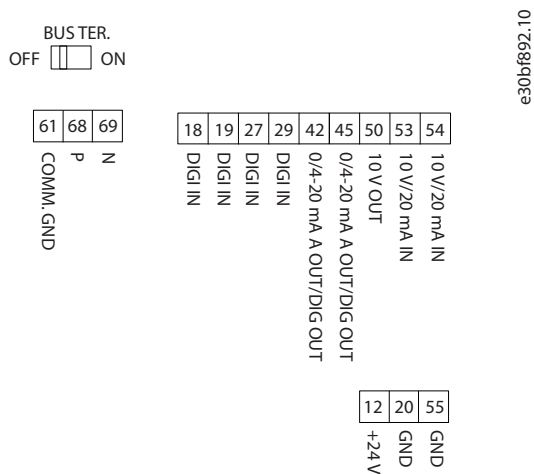 BUS TER.
OFF ON
61 68 69
COMM. GND
P
N
18 19 27 29 42 45 50 53 54
DIGI IN
DIGI IN
DIGI IN
DIGI IN
0/4-20 mA A OUT/DIG OUT
0/4-20 mA A OUT/DIG OUT
10 V OUT
10 V/20 mA IN
10 V/20 mA IN
12 20 55
+24 V
GND
GND
e30bf892.10